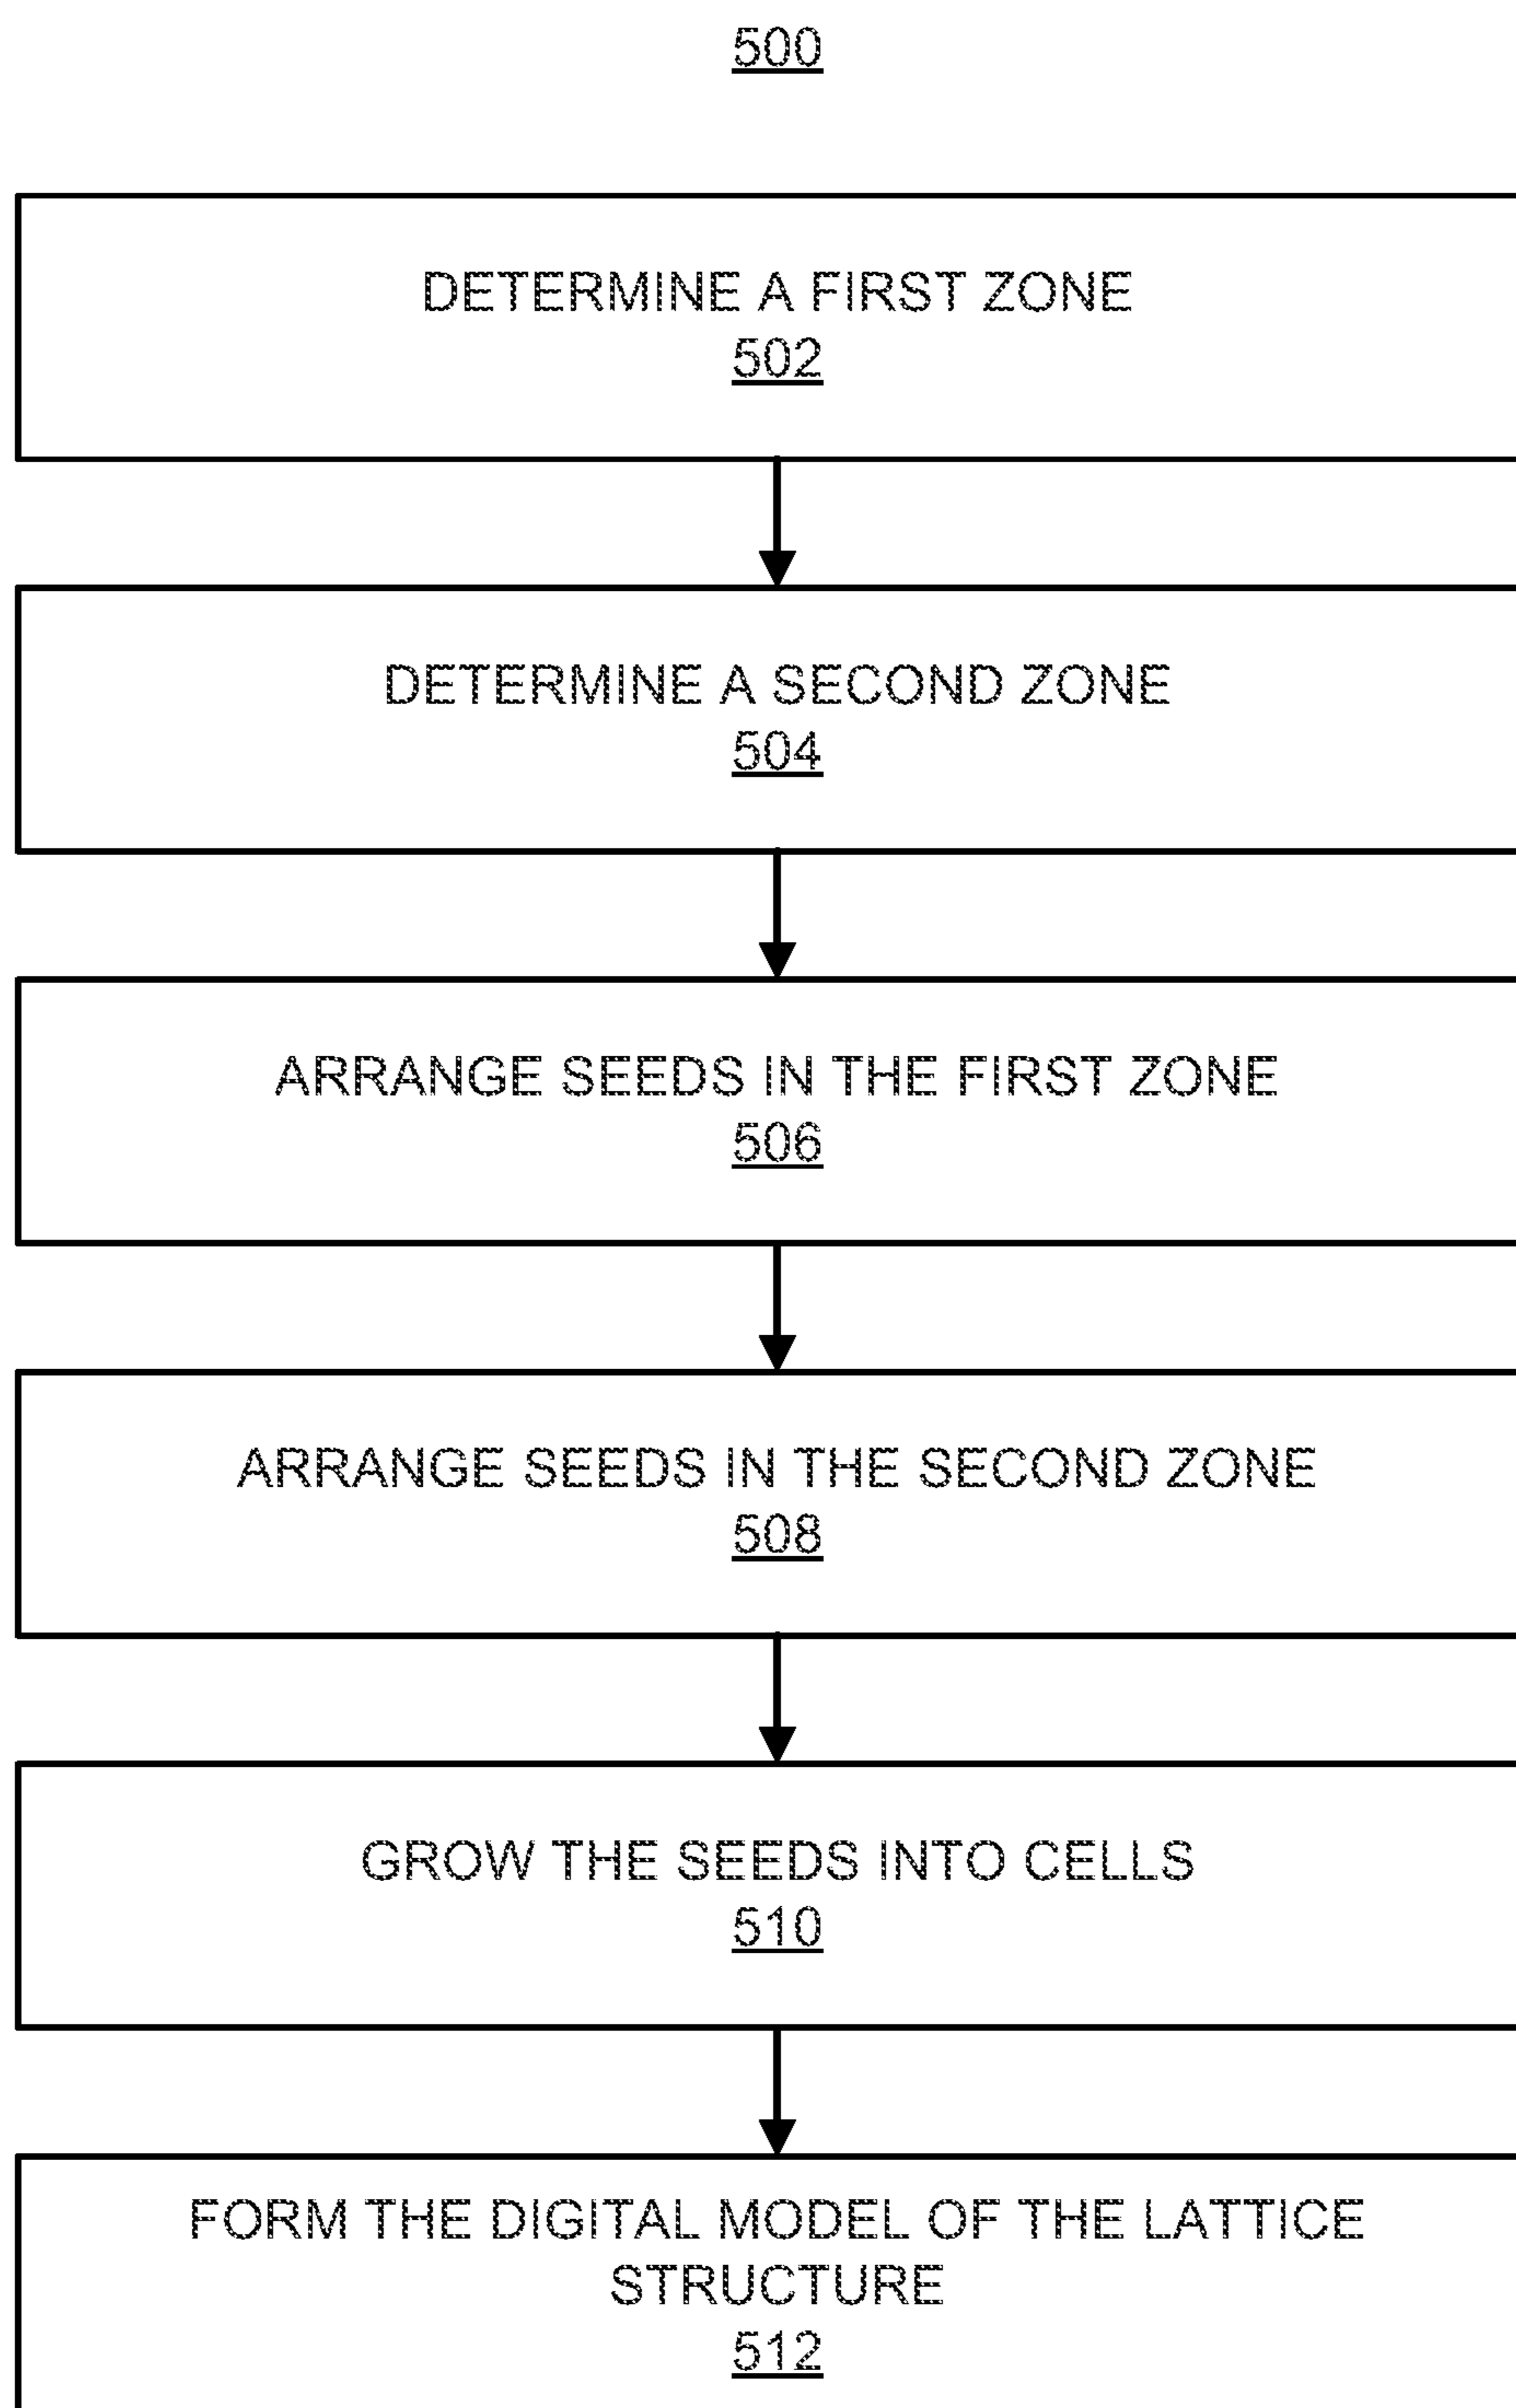 500
DETERMINE A FIRST ZONE
502
DETERMINE A SECOND ZONE
504
ARRANGE SEEDS IN THE FIRST ZONE
506
ARRANGE SEEDS IN THE SECOND ZONE
508
GROW THE SEEDS INTO CELLS
510
FORM THE DIGITAL MODEL OF THE LATTICE
STRUCTURE
512